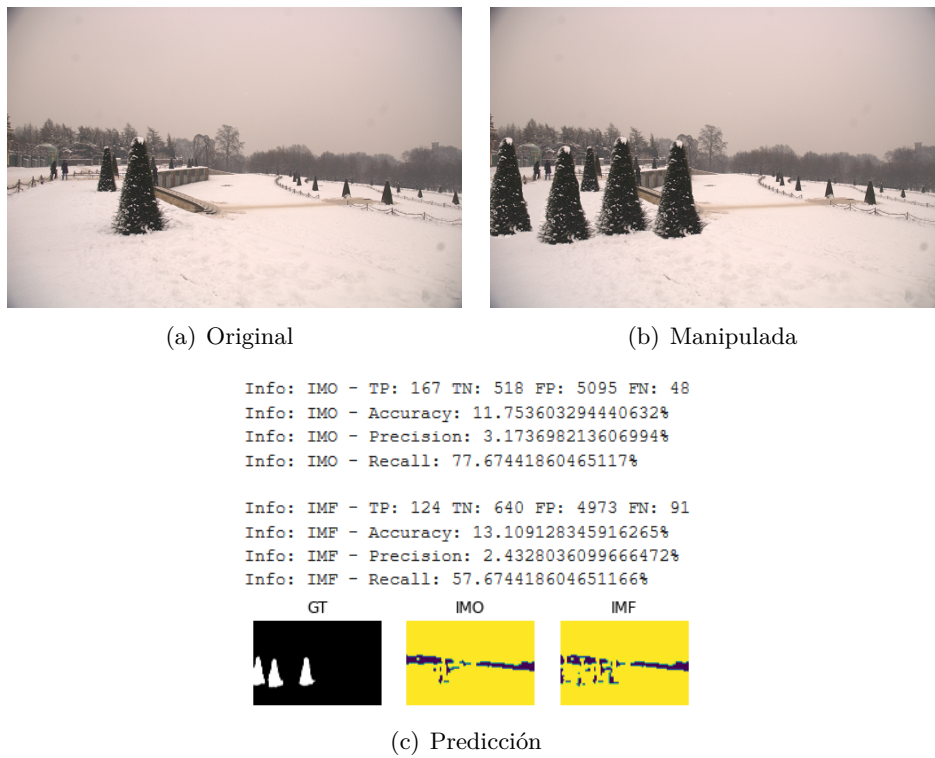 (a) Original
(b) Manipulada
Info: IMO - TP: 167 TN: 518 FP: 5095 FN: 48
Info: IMO - Accuracy: 11.753603294440632%
Info: IMO - Precision: 3.173698213606994%
Info: IMO - Recall: 77.67441860465117%
Info: IMF - TP: 124 TN: 640 FP: 4973 FN: 91
Info: IMF - Accuracy: 13.109128345916265%
Info: IMF - Precision: 2.4328036099666472%
Info: IMF - Recall: 57.674418604651166%
GT
IMO
IMF
(c) Predicción